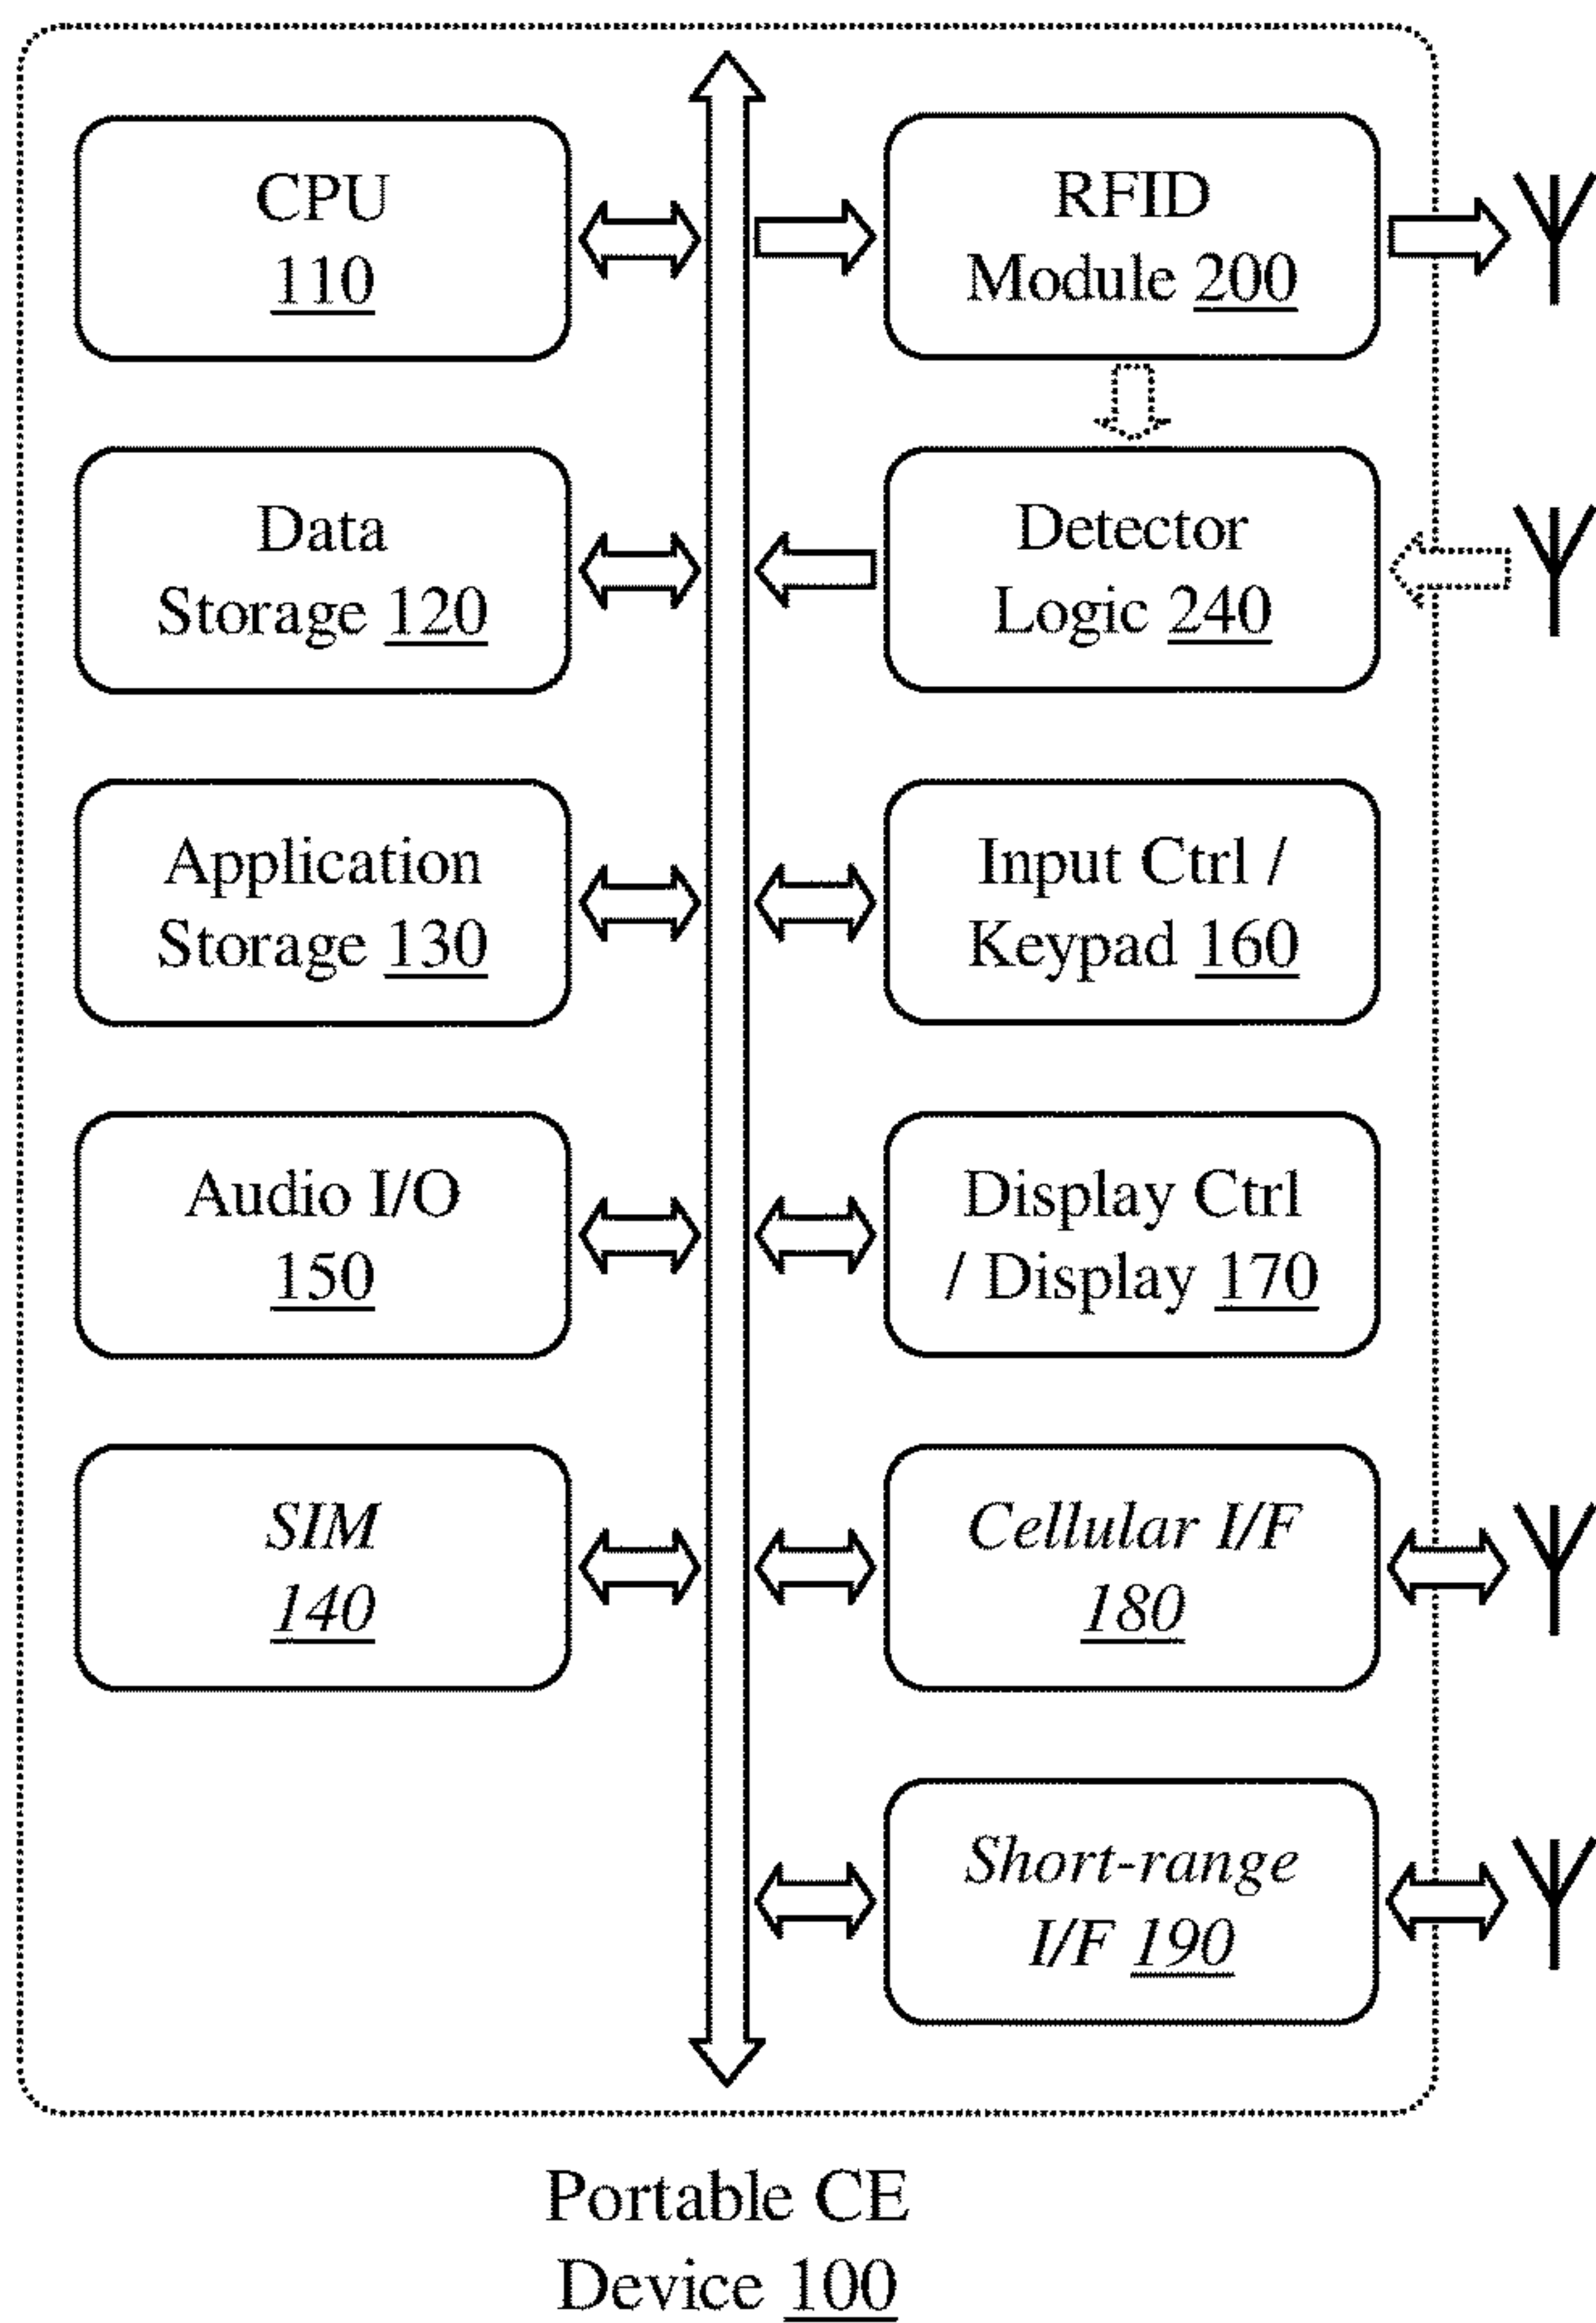 CPU
110
RFID
Module 200
Data
Storage 120
Detector
Logic 240
Application
Storage 130
Input Ctrl /
Keypad 160
Audio I/O
150
Display Ctrl
/ Display 170
SIM
140
Cellular I/F
180
Short-range
I/F 190
Portable CE
Device 100